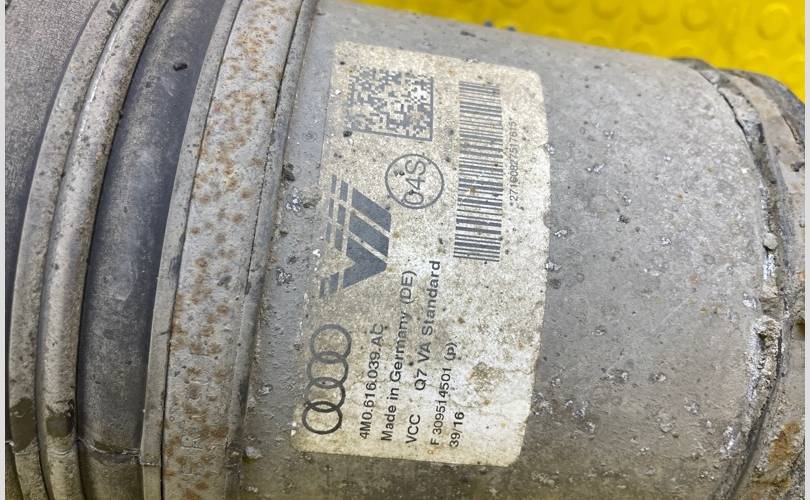 04S
4M0.616.039.AC
Made in Germany (DE)
VCC Q7 VA Standard
F 309514501 (p)
39/16